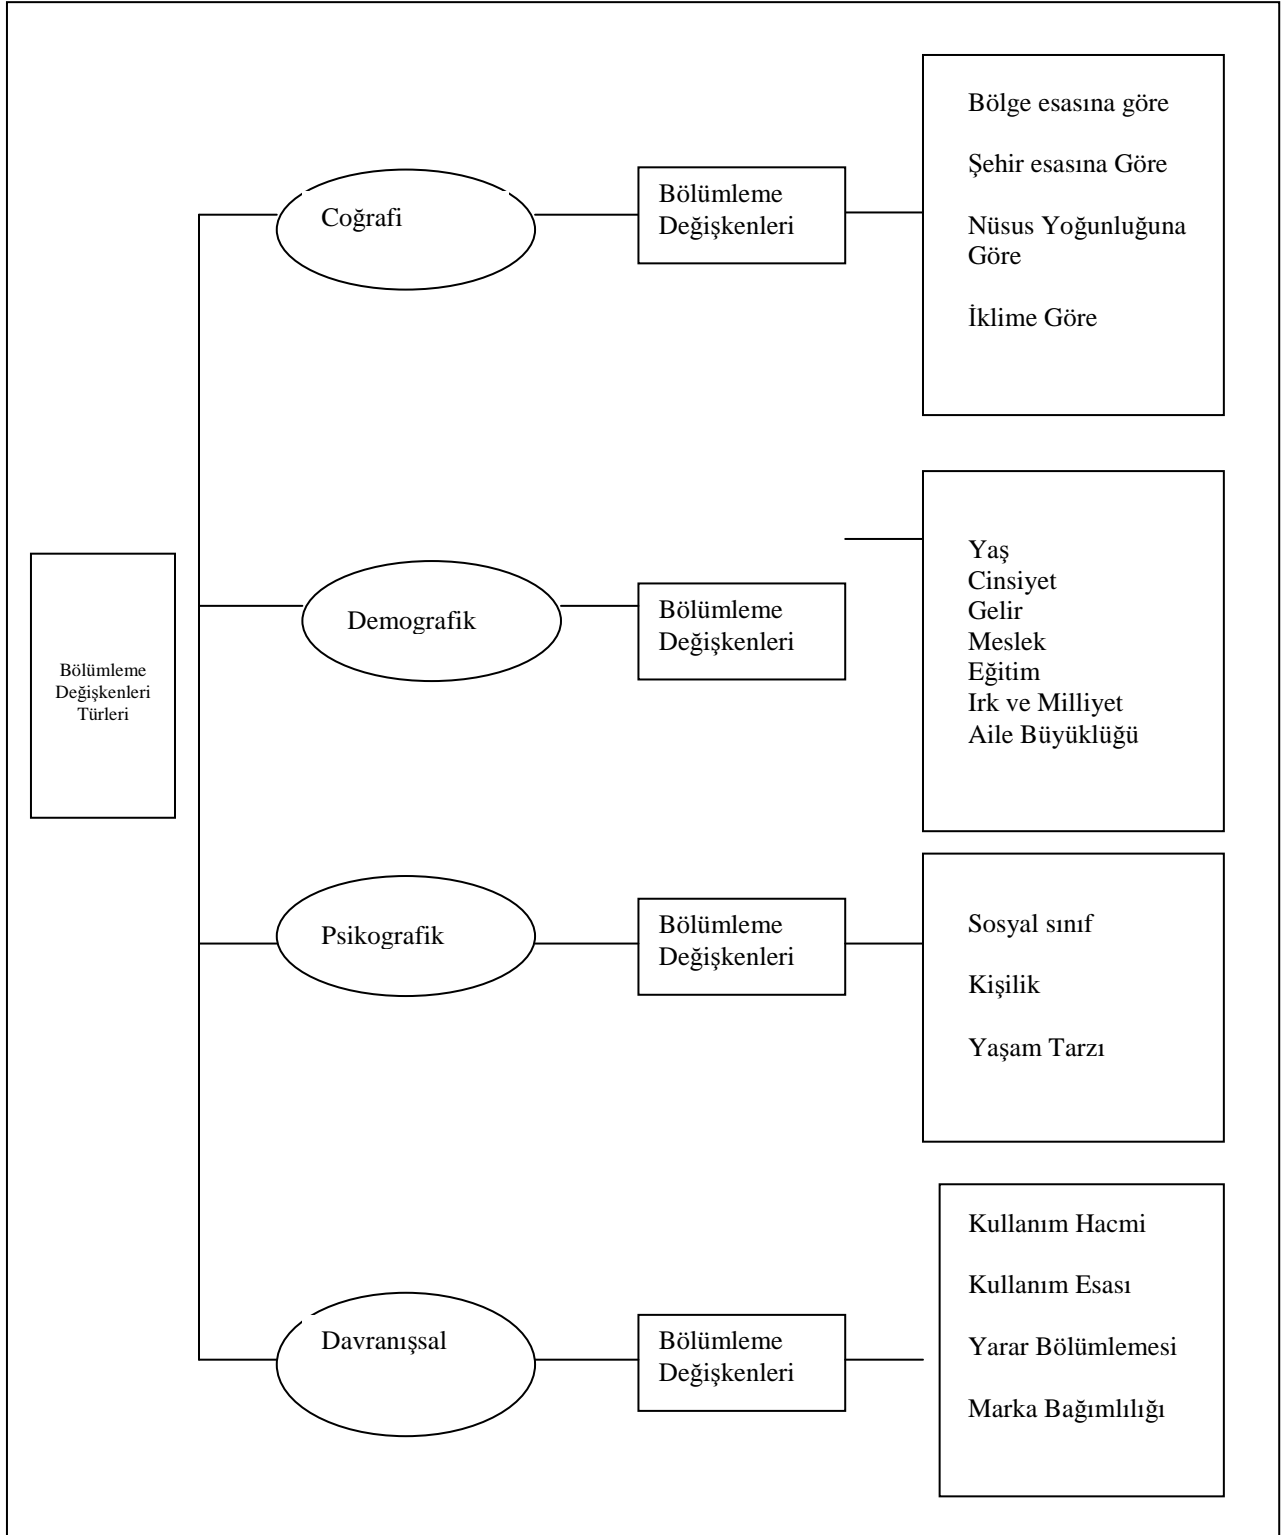 Bölümleme
Değişkenleri
Türleri
Coğrafi
Bölümleme
Değişkenleri
Bölge esasına göre
Şehir esasına Göre
Nüsus Yoğunluğuna
Göre
İklime Göre
Demografik
Bölümleme
Değişkenleri
Yaş
Cinsiyet
Gelir
Meslek
Eğitim
Irk ve Milliyet
Aile Büyüklüğü
Psikografik
Bölümleme
Değişkenleri
Sosyal sınıf
Kişilik
Yaşam Tarzı
Davranışsal
Bölümleme
Değişkenleri
Kullanım Hacmi
Kullanım Esası
Yarar Bölümlemesi
Marka Bağımlılığı